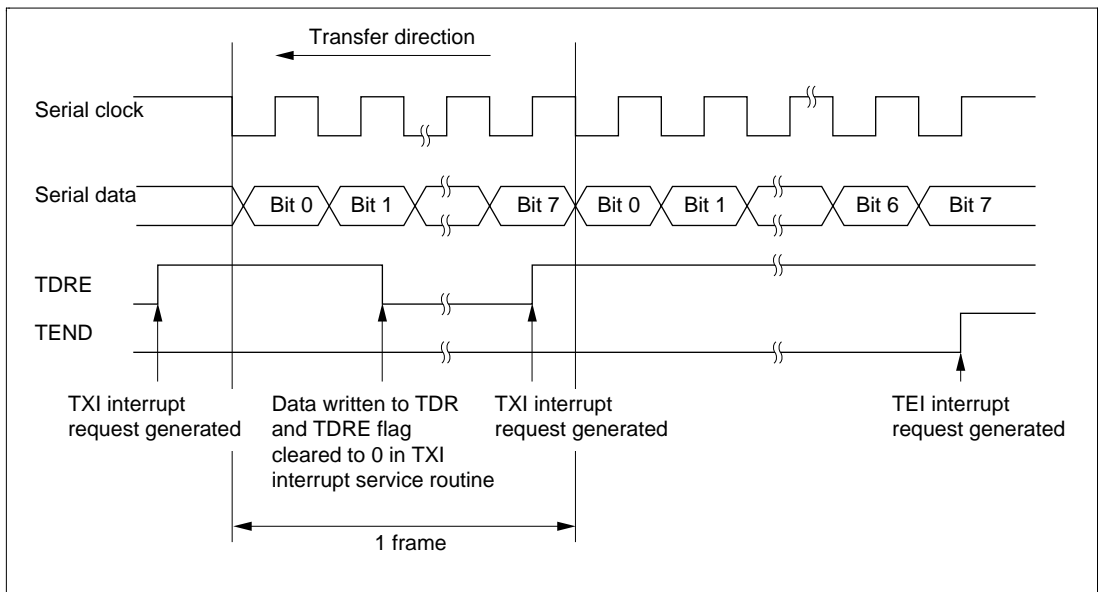 Transfer direction
Serial clock
Serial data
Bit 0 Bit 1 Bit 7 Bit 0 Bit 1 Bit 6 Bit 7
TDRE
TEND
TXI interrupt
request generated
Data written to TDR
and TDRE flag
cleared to 0 in TXI
interrupt service routine
TXI interrupt
request generated
TEI interrupt
request generated
1 frame